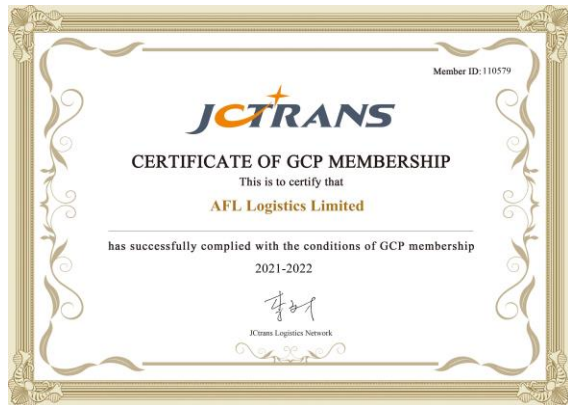 Member ID:110579
JCTRANS
CERTIFICATE OF GCP MEMBERSHIP
This is to certify that
AFL Logistics Limited
has successfully complied with the conditions of GCP membership
2021-2022
JCtrans Logistics Network